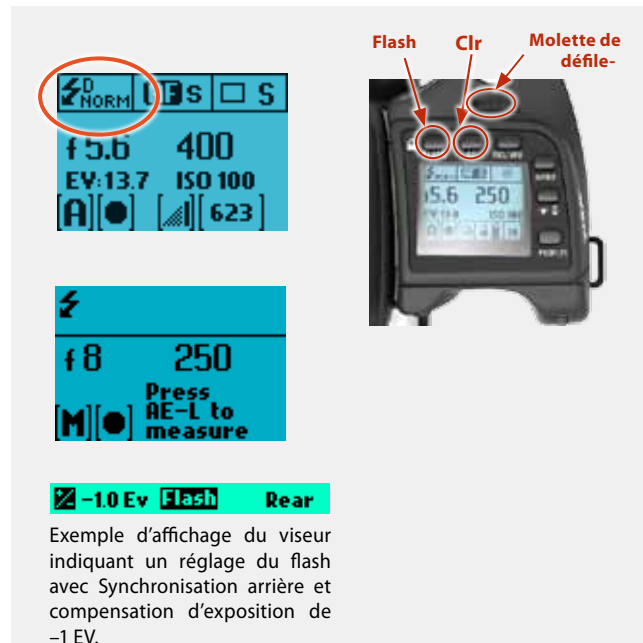 Flash Clr Molette de
défile-
D
NORM S S
f 5.6 400
EV:13.7 ISO 100
[A][●] [623]
f 8 250
Press
[M][●] AE-L to
measure
–1.0 Ev Flash Rear
Exemple d’affichage du viseur
indiquant un réglage du flash
avec Synchronisation arrière et
compensation d’exposition de
–1 EV.
5.6 250